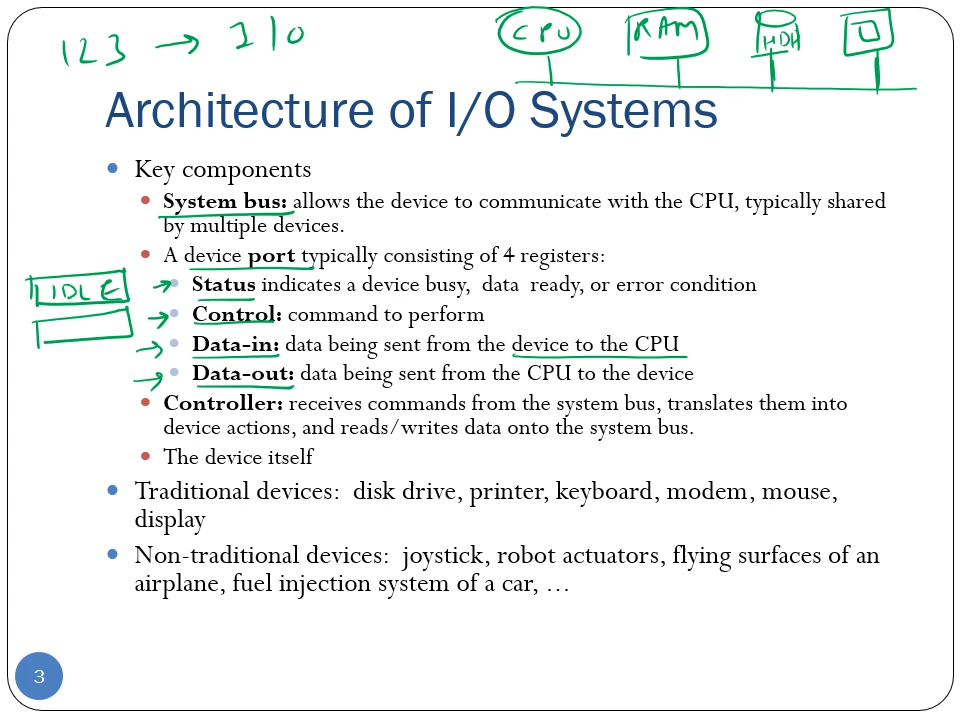 123 → I/O
CPU RAM HDD
Architecture of I/O Systems
Key components
System bus: allows the device to communicate with the CPU, typically shared
by multiple devices.
A device port typically consisting of 4 registers:
IDLE
Status indicates a device busy, data ready, or error condition
Control: command to perform
Data-in: data being sent from the device to the CPU
Data-out: data being sent from the CPU to the device
Controller: receives commands from the system bus, translates them into
device actions, and reads/writes data onto the system bus.
The device itself
Traditional devices: disk drive, printer, keyboard, modem, mouse,
display
Non-traditional devices: joystick, robot actuators, flying surfaces of an
airplane, fuel injection system of a car, …
3